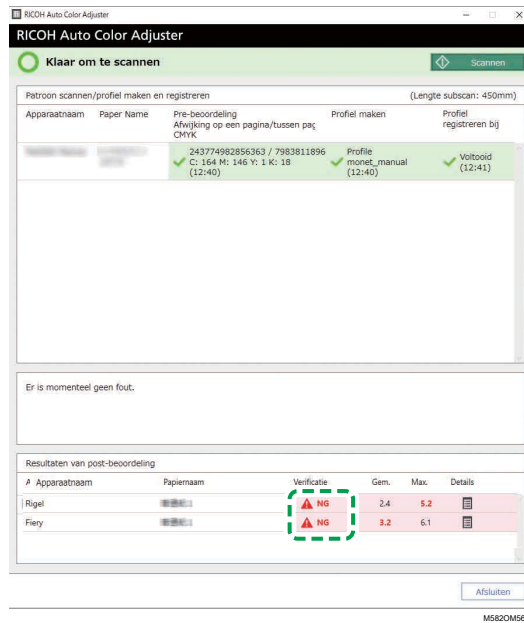 RICOH Auto Color Adjuster
RICOH Auto Color Adjuster
Klaar om te scannen
Scannen
Patroon scannen/profiel maken en registreren (Lengte subscan: 450mm)
Apparaatnaam Paper Name Pre-beoordeling Profiel maken Profiel
Afwijking op een pagina/tussen paç registreren bij
CMYK
243774982856363 / 7983811896 Profile
C: 164 M: 146 Y: 1 K: 18 monet_manual Voltooid
(12:40) (12:40) (12:41)
Er is momenteel geen fout.
Resultaten van post-beoordeling
Apparaatnaam Papiernaam Verificatie Gem. Max. Details
Rigel NG 2.4 5.2
Fiery NG 3.2 6.1
Afsluiten